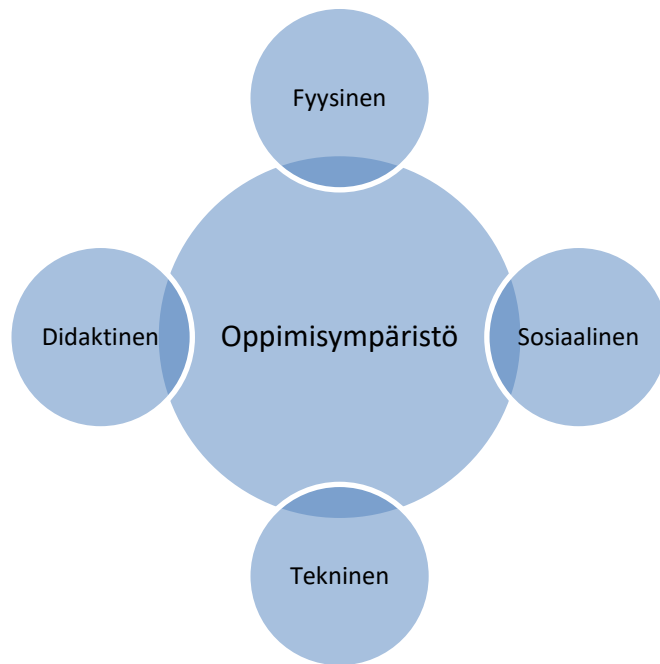 Fyysinen
Didaktinen
Oppimisympäristö
Sosiaalinen
Tekninen